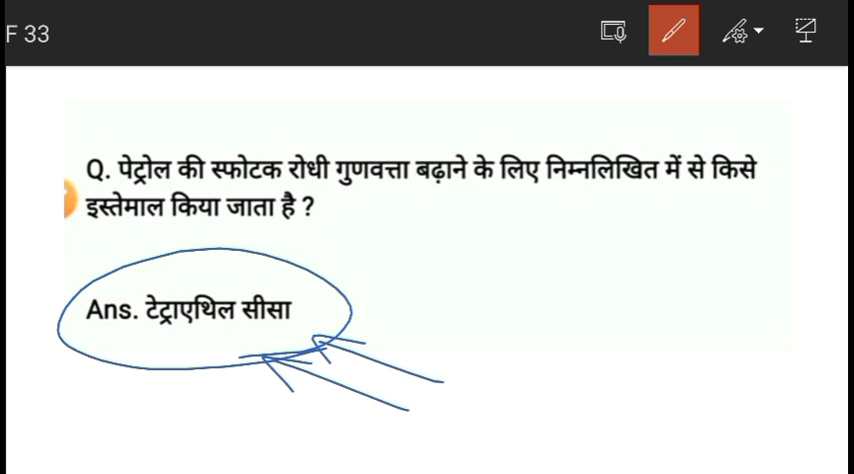 F 33
Q. पेट्रोल की स्फोटक रोधी गुणवत्ता बढ़ाने के लिए निम्नलिखित में से किसे
इस्तेमाल किया जाता है ?
Ans. टेट्राएथिल सीसा